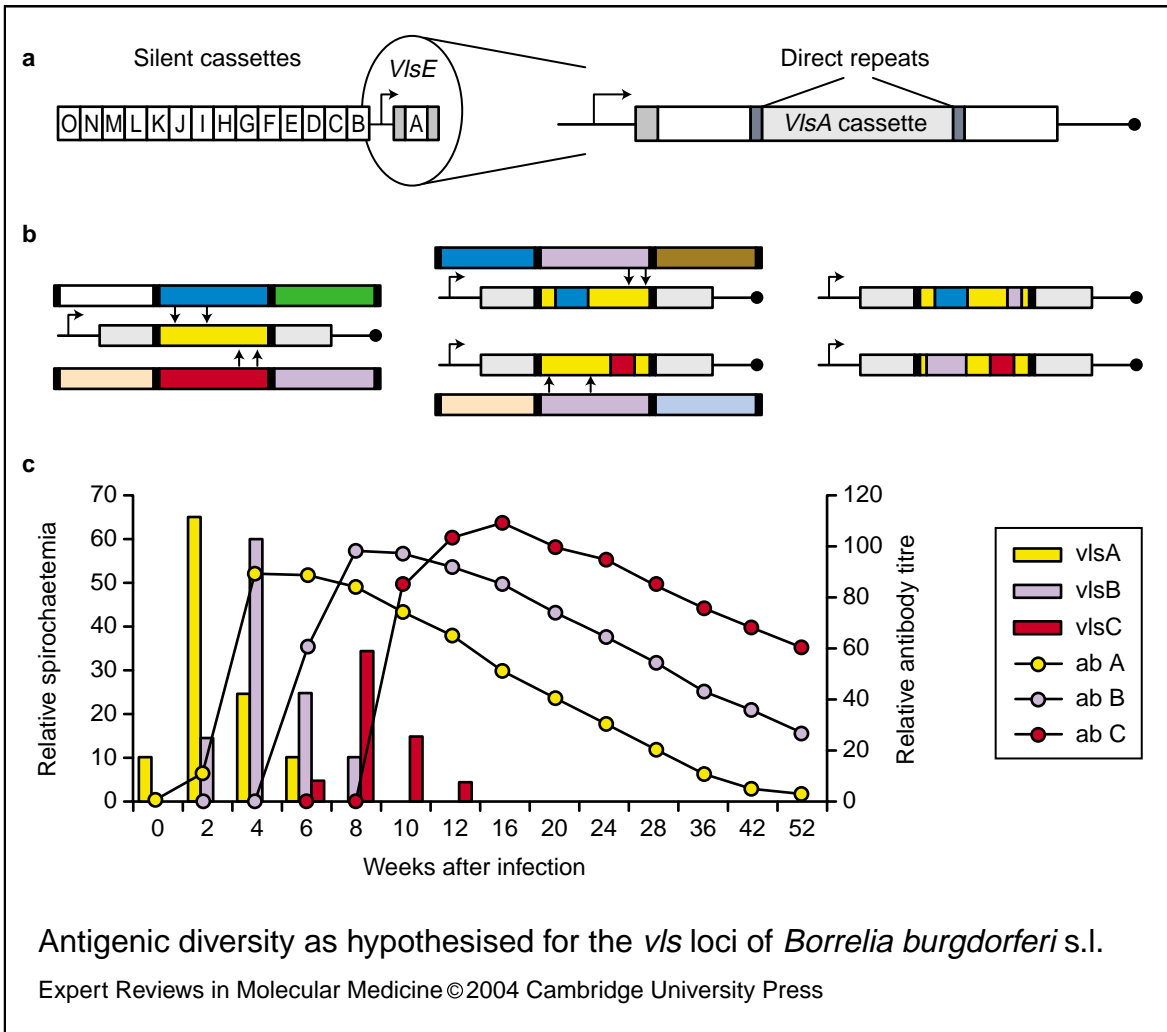 a
Silent cassettes
VlsE
Direct repeats
O N M L K J I H G F E D C B
A
VlsA cassette
b
c
Relative spirochaetemia
70
60
50
40
30
20
10
0
120
100
80
60
40
20
0
Relative antibody titre
0 2 4 6 8 10 12 16 20 24 28 36 42 52
Weeks after infection
vlsA
vlsB
vlsC
ab A
ab B
ab C
Antigenic diversity as hypothesised for the vls loci of Borrelia burgdorferi s.l.
Expert Reviews in Molecular Medicine © 2004 Cambridge University Press